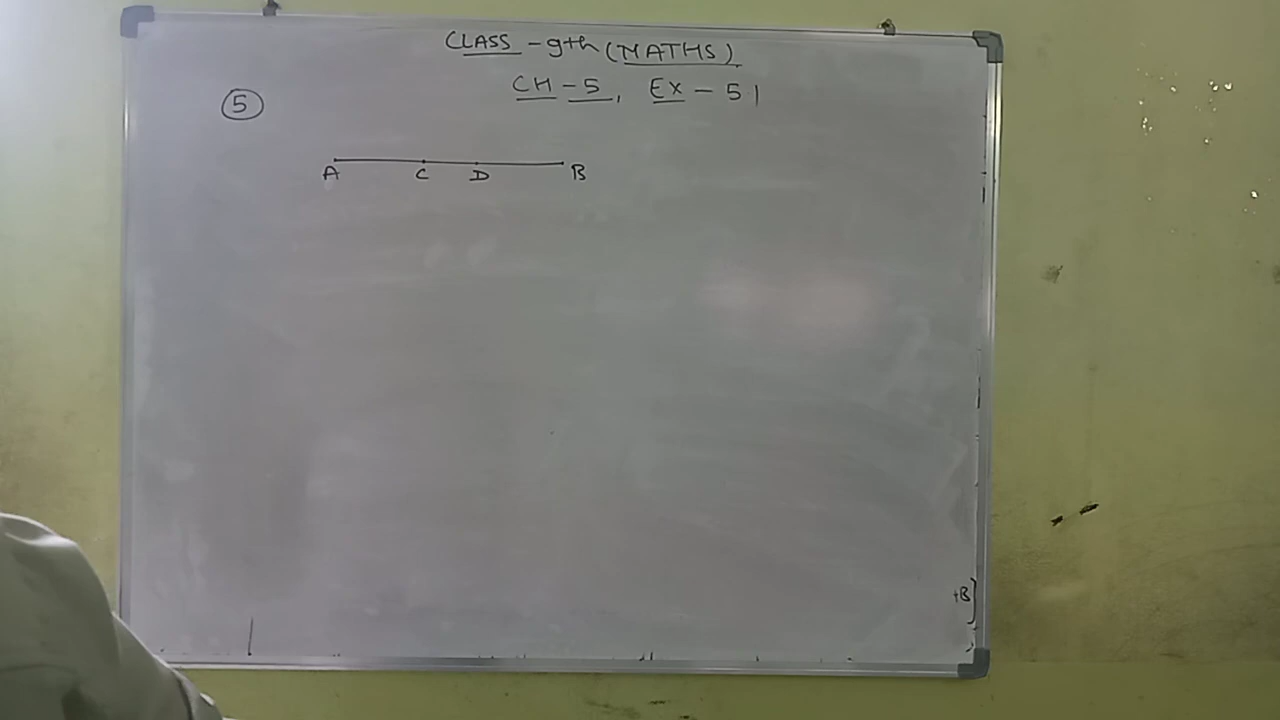 CLASS - 9th (MATHS)
CH - 5, EX - 5.1
5
A C D B
+B]